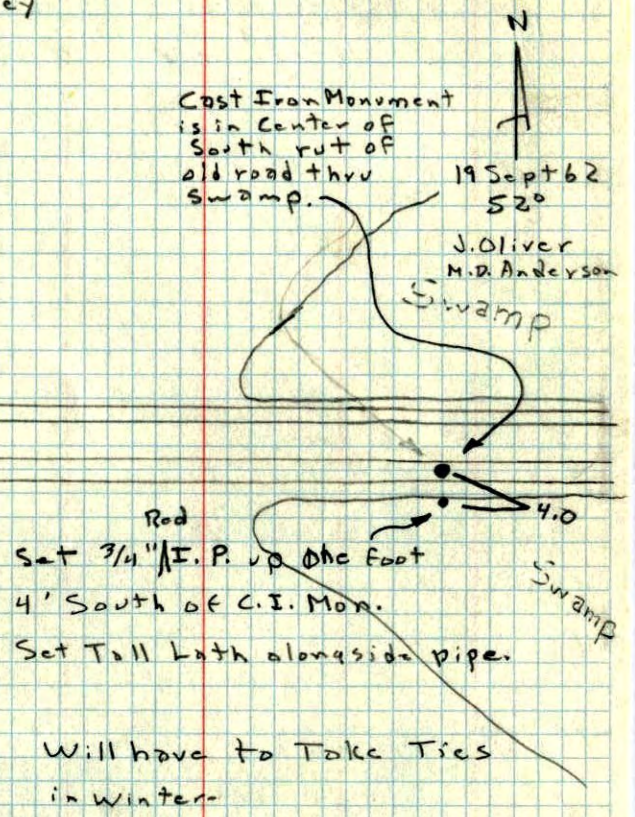 ey
N
Cast Iron Monument
is in Center of
South rut of
old road thru
swamp.
19 Sept 62
52°
J. Oliver
M.D. Anderson
Swamp
4.0
Rod
Set 3/4" I.P. up One Foot
4' South of C.I. Mon.
Set Tall Lath alongside pipe.
Swamp
Will have to Take Ties
in winter-